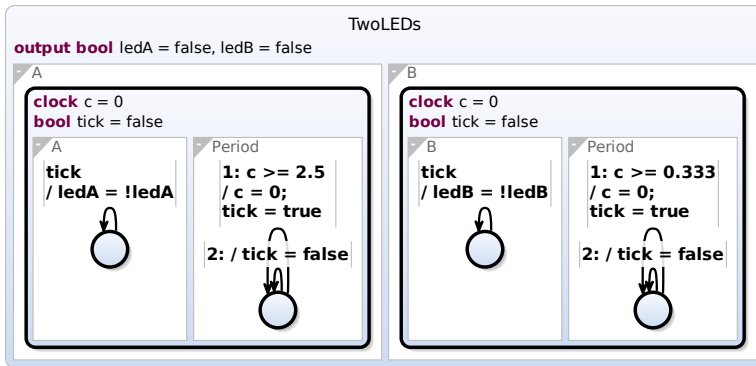 TwoLEDs
output bool ledA = false, ledB = false
- A
clock c = 0
bool tick = false
- A
tick
/ ledA = !ledA
- Period
1: c >= 2.5
/ c = 0;
tick = true
2: / tick = false
- B
clock c = 0
bool tick = false
- B
tick
/ ledB = !ledB
- Period
1: c >= 0.333
/ c = 0;
tick = true
2: / tick = false